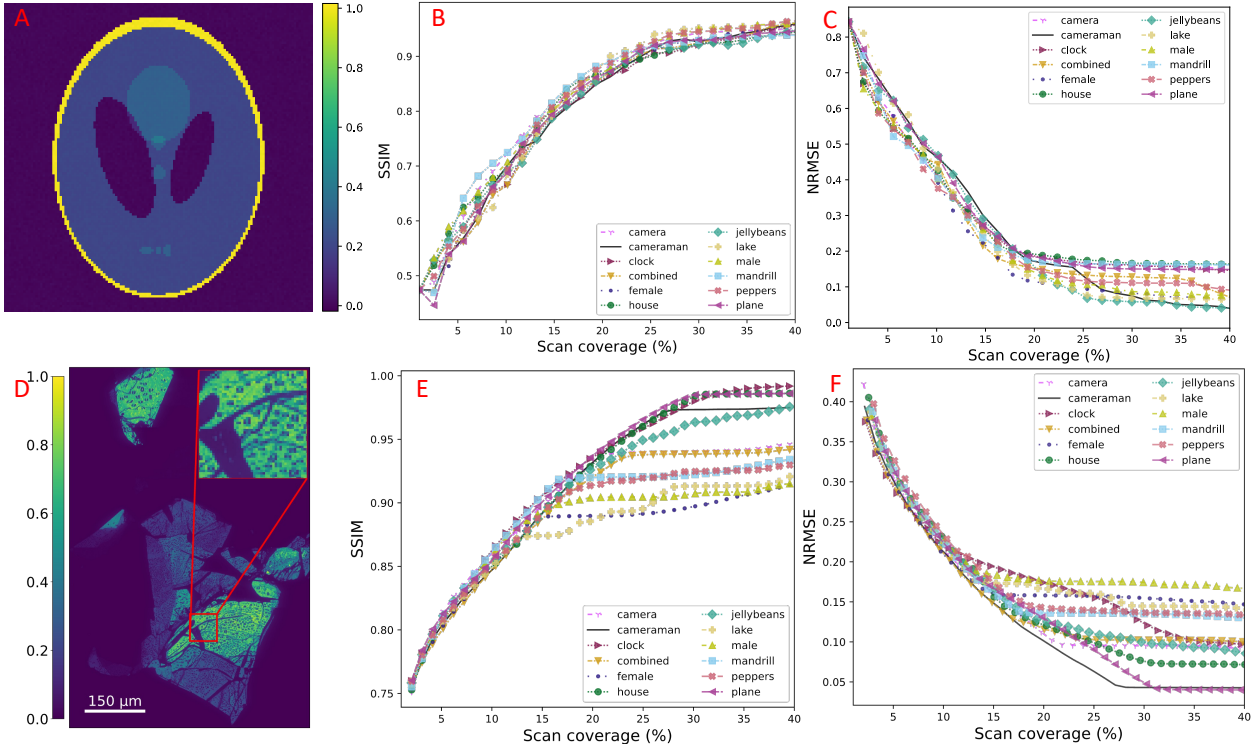 A
1.0
0.8
0.6
0.4
0.2
0.0
B
SSIM
0.9
0.8
0.7
0.6
0.5
5 10 15 20 25 30 35 40
Scan coverage (%)
camera
cameraman
clock
combined
female
house
jellybeans
lake
male
mandrill
peppers
plane
C
NRMSE
0.8
0.7
0.6
0.5
0.4
0.3
0.2
0.1
0.0
5 10 15 20 25 30 35 40
Scan coverage (%)
camera
cameraman
clock
combined
female
house
jellybeans
lake
male
mandrill
peppers
plane
D
1.0
0.8
0.6
0.4
0.2
0.0
150 μm
E
SSIM
1.00
0.95
0.90
0.85
0.80
0.75
5 10 15 20 25 30 35 40
Scan coverage (%)
camera
cameraman
clock
combined
female
house
jellybeans
lake
male
mandrill
peppers
plane
F
NRMSE
0.40
0.35
0.30
0.25
0.20
0.15
0.10
0.05
5 10 15 20 25 30 35 40
Scan coverage (%)
camera
cameraman
clock
combined
female
house
jellybeans
lake
male
mandrill
peppers
plane